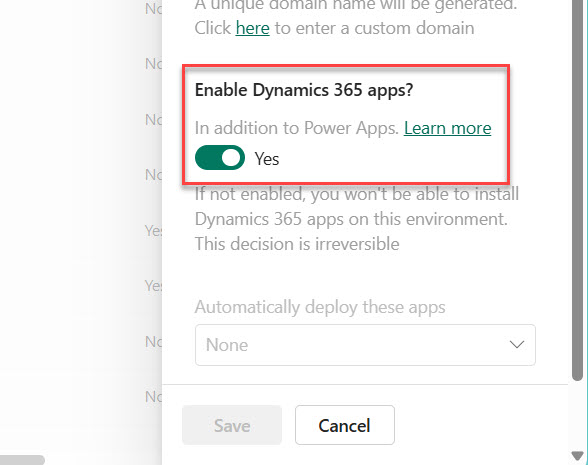 A unique domain name will be generated.
Click here to enter a custom domain
No
No
Enable Dynamics 365 apps?
No
In addition to Power Apps. Learn more
Yes
No
If not enabled, you won't be able to install
Dynamics 365 apps on this environment.
Yes
This decision is irreversible
Yes
Automatically deploy these apps
No
None
No
Save
Cancel